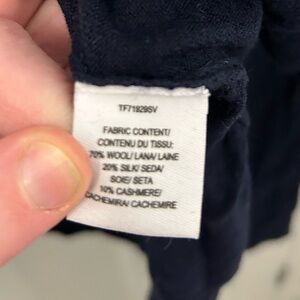 TF71929SV
FABRIC CONTENT/
CONTENU DU TISSU:
70% WOOL/LANA/LAINE
20% SILK/SEDA/
SOIE/SETA
10% CASHMERE/
CACHEMIRA/CACHEMIRE